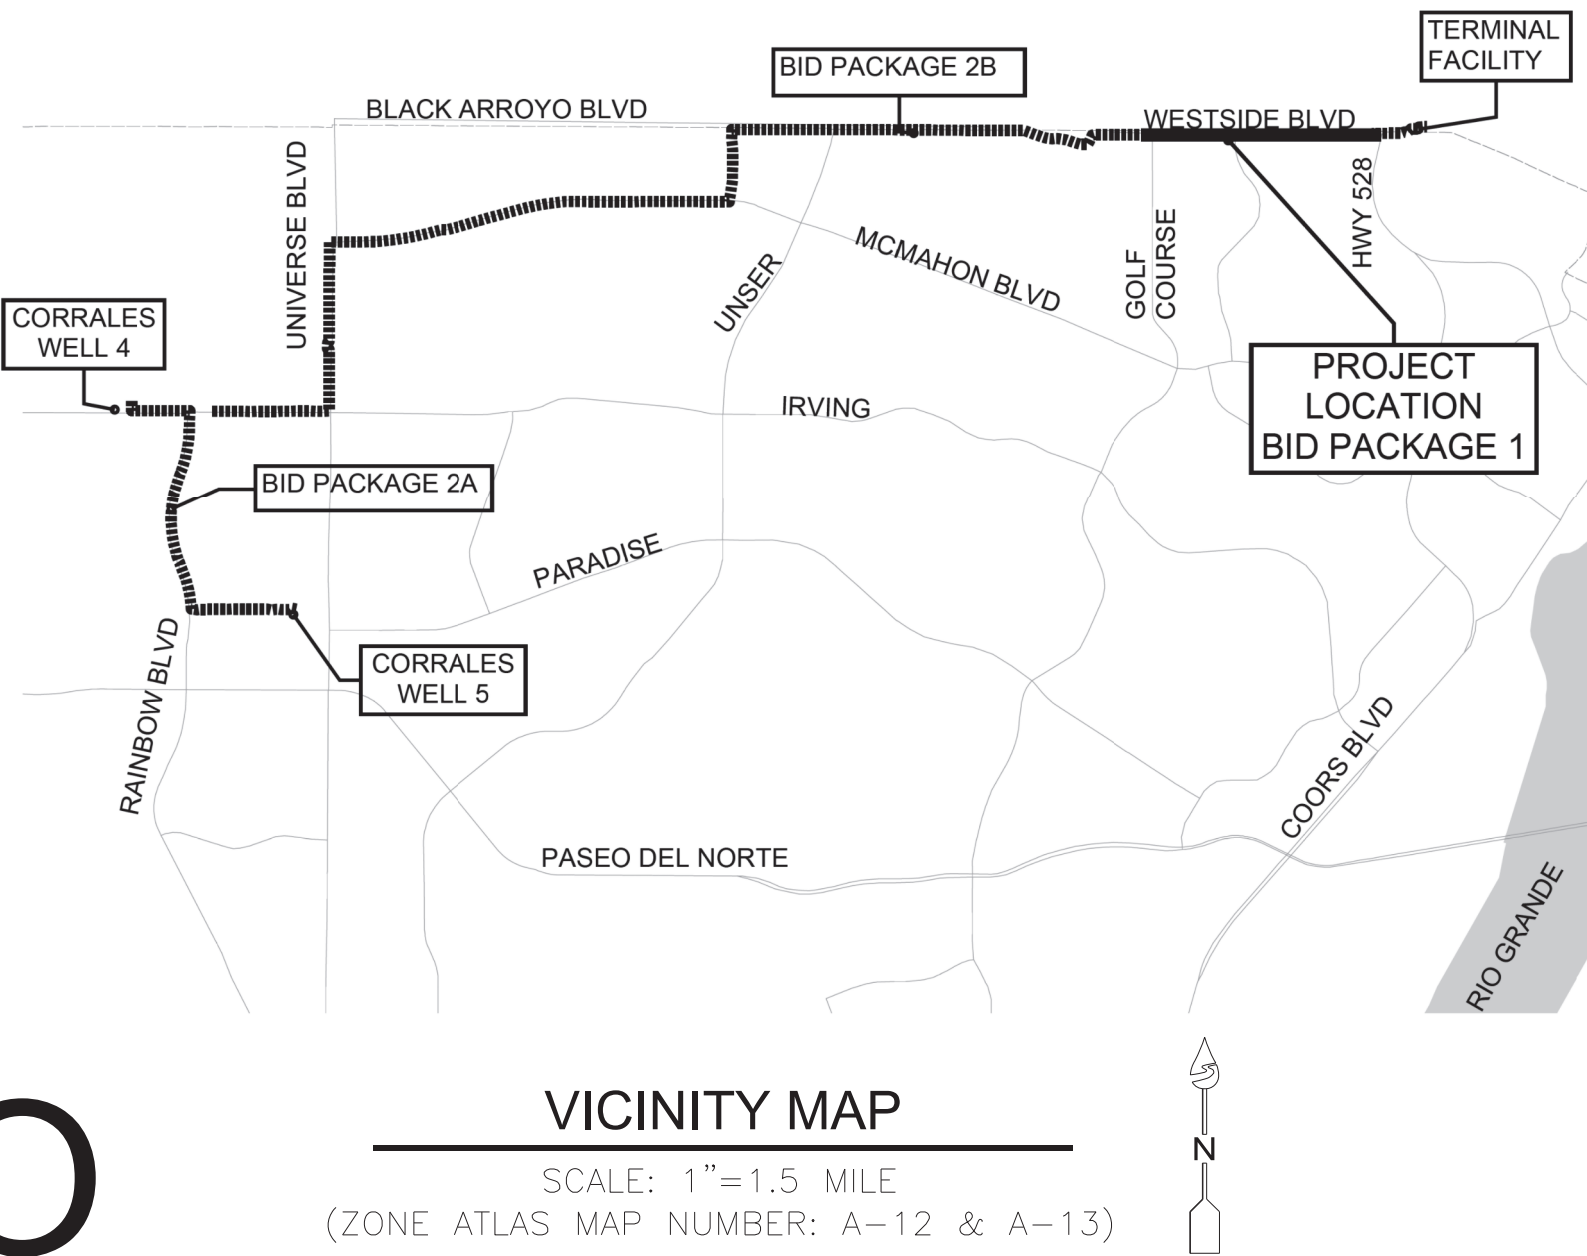 TERMINAL
FACILITY
BID PACKAGE 2B
BLACK ARROYO BLVD
WESTSIDE BLVD
UNIVERSE BLVD
HWY 528
GOLF
COURSE
MCMAHON BLVD
UNSER
CORRALES
WELL 4
PROJECT
LOCATION
BID PACKAGE 1
IRVING
BID PACKAGE 2A
PARADISE
CORRALES
WELL 5
RAINBOW BLVD
COORS BLVD
PASEO DEL NORTE
RIO GRANDE
VICINITY MAP
SCALE: 1"=1.5 MILE
(ZONE ATLAS MAP NUMBER: A-12 & A-13)
N